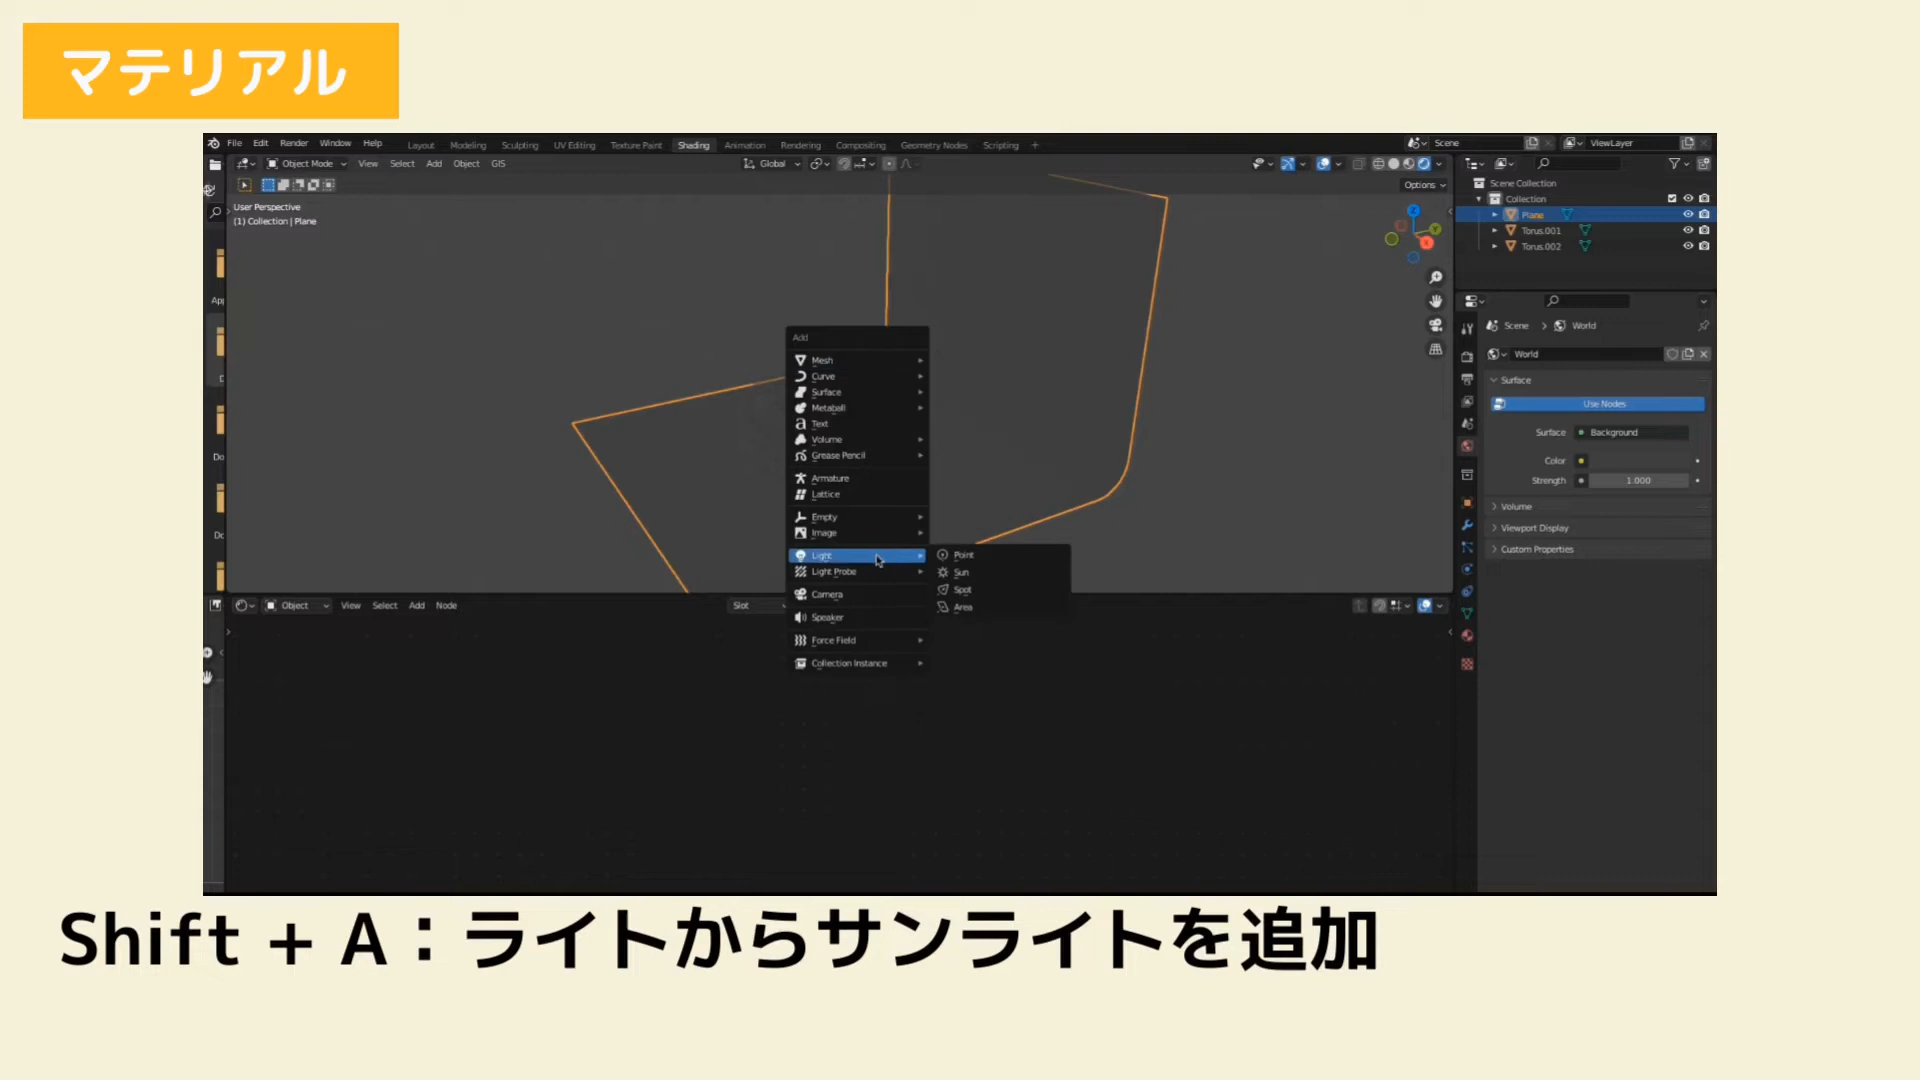 マテリアル
File Edit Render Window Help Layout Modeling Sculpting UV Editing Texture Paint Shading Animation Rendering Compositing Geometry Nodes Scripting + Scene ViewLayer
Object Mode View Select Add Object GIS Global
Options
User Perspective
(1) Collection | Plane
Scene Collection
Collection
Plane
Torus.001
Torus.002
Add
Mesh
Curve
Surface
Metaball
Text
Volume
Grease Pencil
Armature
Lattice
Empty
Image
Light
Light Probe
Camera
Speaker
Force Field
Collection Instance
Point
Sun
Spot
Area
Scene > World
World
Surface
Use Nodes
Surface Background
Color
Strength 1.000
Volume
Viewport Display
Custom Properties
Object View Select Add Node Slot
Shift + A：ライトからサンライトを追加